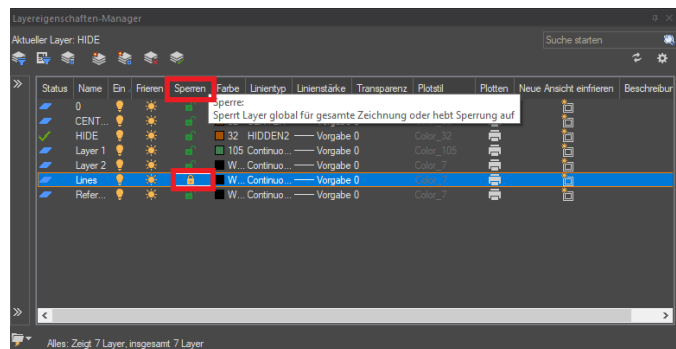 Layereigenschaften-Manager
Aktueller Layer: HIDE
Suche starten
Status Name Ein . Frieren Sperren Farbe Linientyp Linienstärke Transparenz Plotstil Plotten Neue Ansicht einfrieren Beschreibur
0
Sperre:
Sperrt Layer global für gesamte Zeichnung oder hebt Sperrung auf
CENT...
HIDE 32 HIDDEN2 Vorgabe 0 Color_32
Layer 1 105 Continuo... Vorgabe 0 Color_105
Layer 2 W... Continuo... Vorgabe 0 Color_7
Lines W... Continuo... Vorgabe 0 Color_7
Refer... W... Continuo... Vorgabe 0 Color_7
Alles: Zeigt 7 Layer, insgesamt 7 Layer